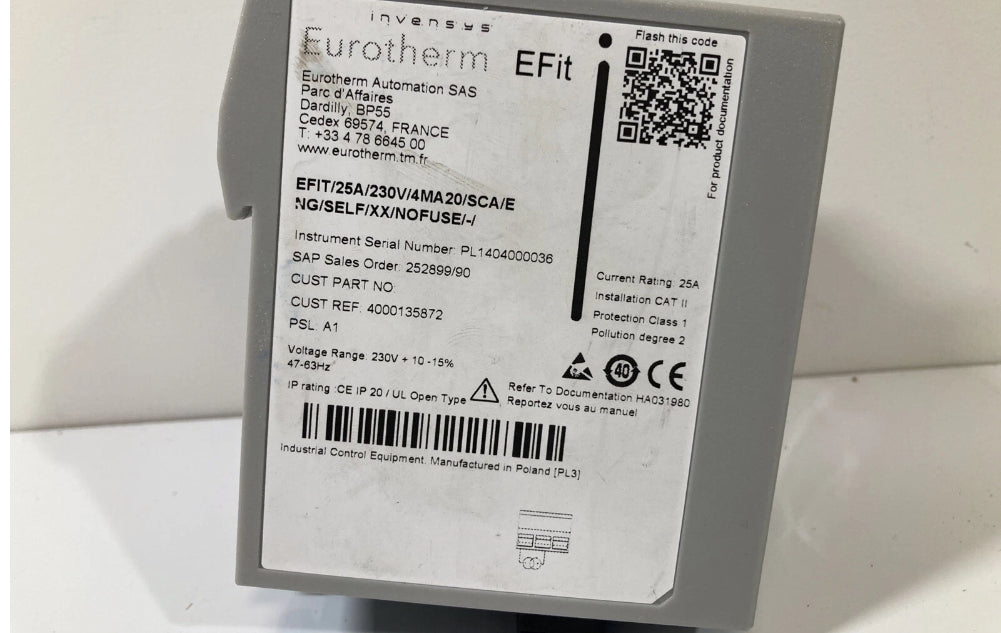 invensys
Eurotherm EFit
Flash this code
For product documentation
Eurotherm Automation SAS
Parc d'Affaires
Dardilly, BP55
Cedex 69574, FRANCE
T: +33 4 78 6645 00
www.eurotherm.tm.fr
EFIT/25A/230V/4MA20/SCA/E
NG/SELF/XX/NOFUSE/-/
Instrument Serial Number: PL1404000036
SAP Sales Order: 252899/90
CUST PART NO:
CUST REF: 4000135872
PSL: A1
Current Rating: 25A
Installation CAT II
Protection Class 1
Pollution degree 2
Voltage Range: 230V + 10 -15%
47-63Hz
40
CE
IP rating :CE IP 20 / UL Open Type
Refer To Documentation HA031980
Reportez vous au manuel
Industrial Control Equipment. Manufactured in Poland [PL3]